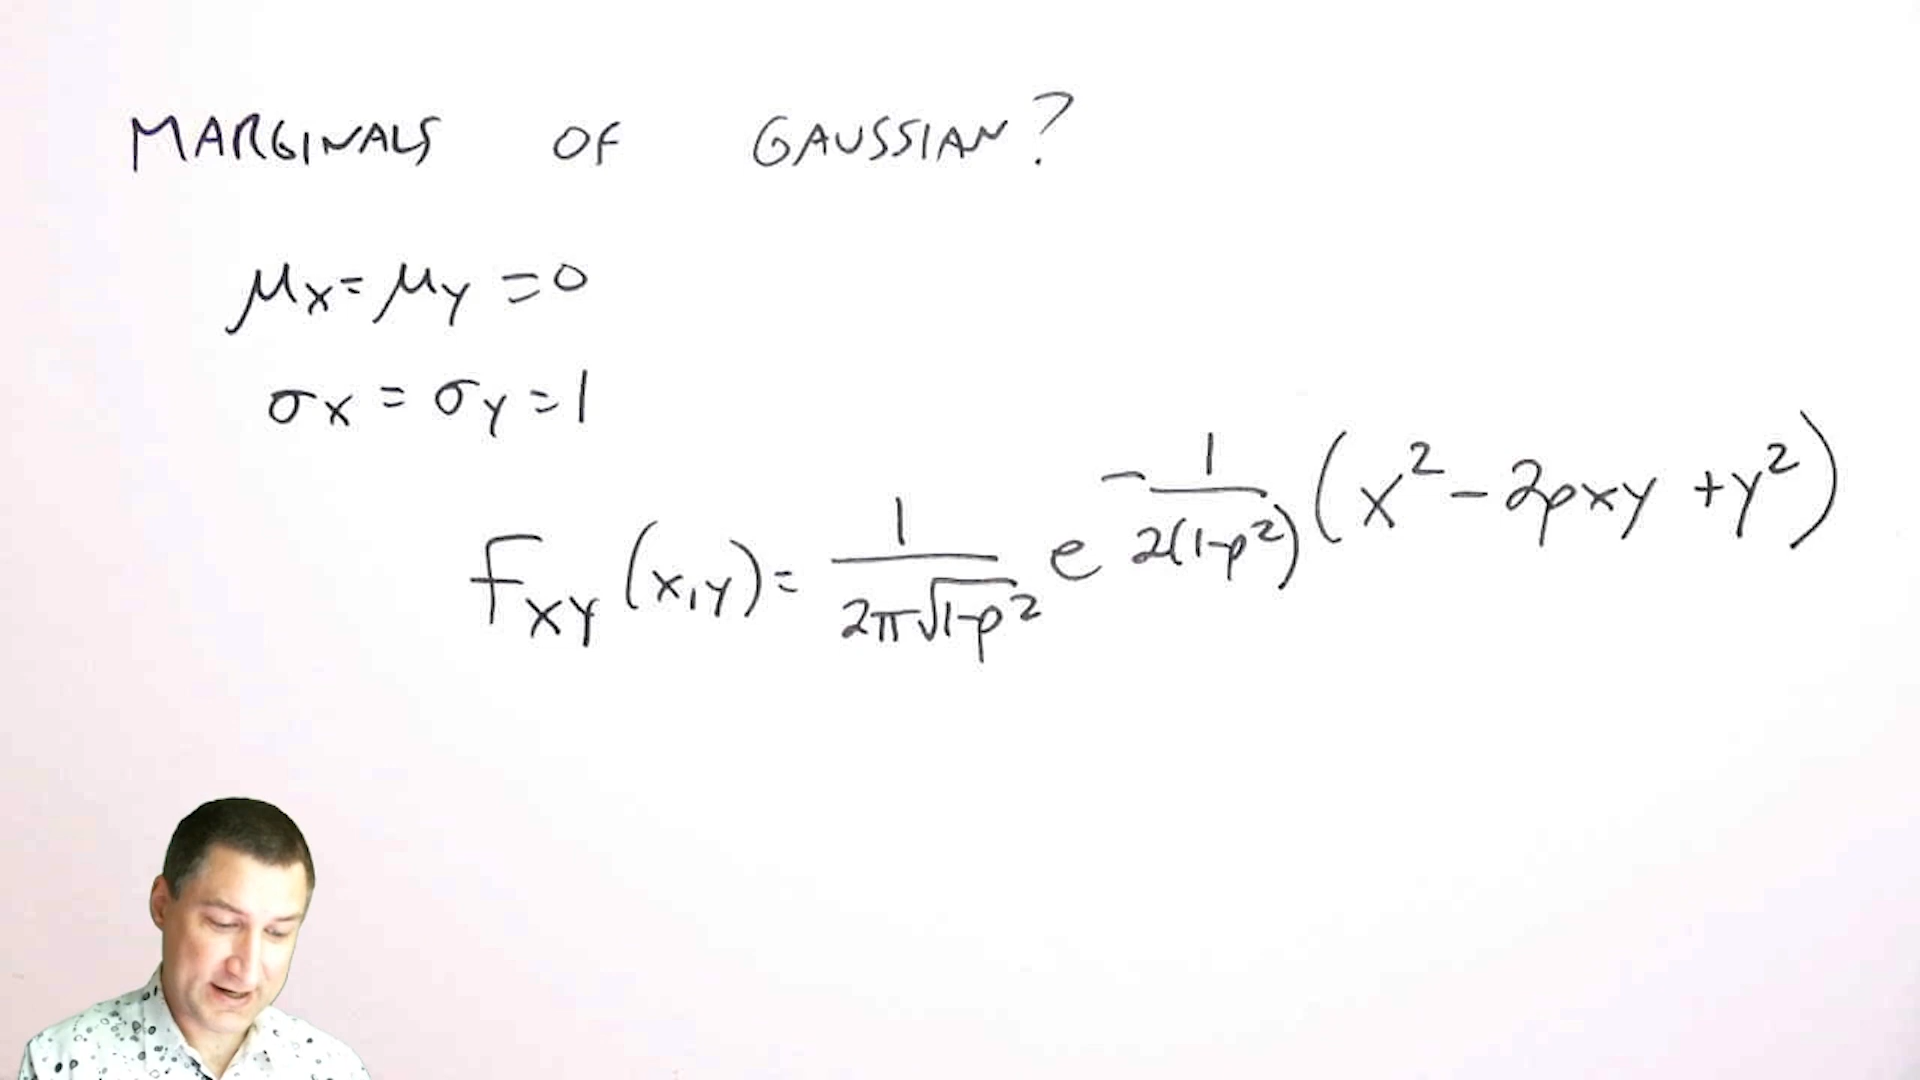 MARGINALS OF GAUSSIAN?
μx = μy = 0
σx = σy = 1
fxy (x,y) = 1/(2π√(1-ρ²)) e^(-1/(2(1-ρ²)) (x² - 2ρxy + y²))